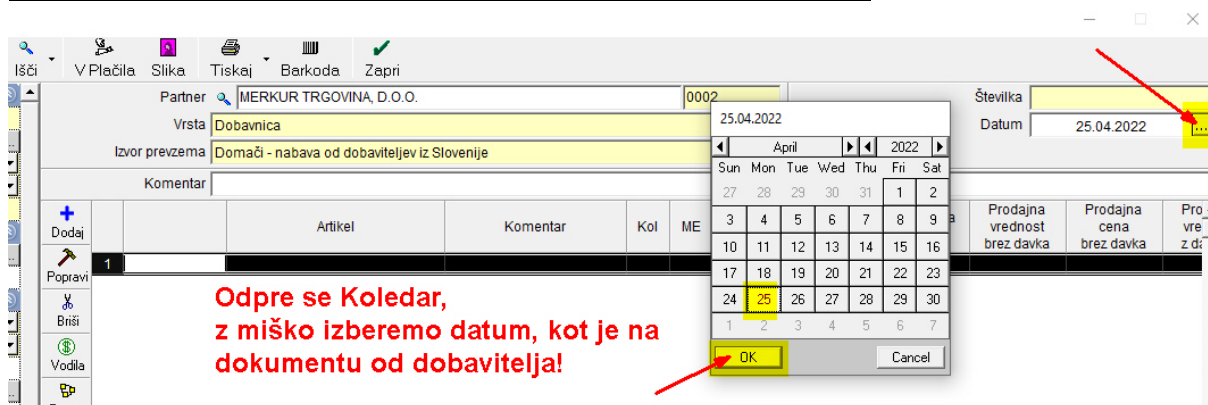 Išči V Plačila Slika Tiskaj Barkoda Zapri
Partner MERKUR TRGOVINA, D.O.O. 0002 Številka
Vrsta Dobavnica Datum 25.04.2022 ...
Izvor prevzema Domači - nabava od dobaviteljev iz Slovenije
Komentar
25.04.2022
April 2022
Sun Mon Tue Wed Thu Fri Sat
27 28 29 30 31 1 2
3 4 5 6 7 8 9
10 11 12 13 14 15 16
17 18 19 20 21 22 23
24 25 26 27 28 29 30
1 2 3 4 5 6 7
OK Cancel
Dodaj
Artikel Komentar Kol ME
Prodajna
vrednost
brez davka
Prodajna
cena
brez davka
1
Popravi
Briši
Vodila
Odpre se Koledar,
z miško izberemo datum, kot je na
dokumentu od dobavitelja!